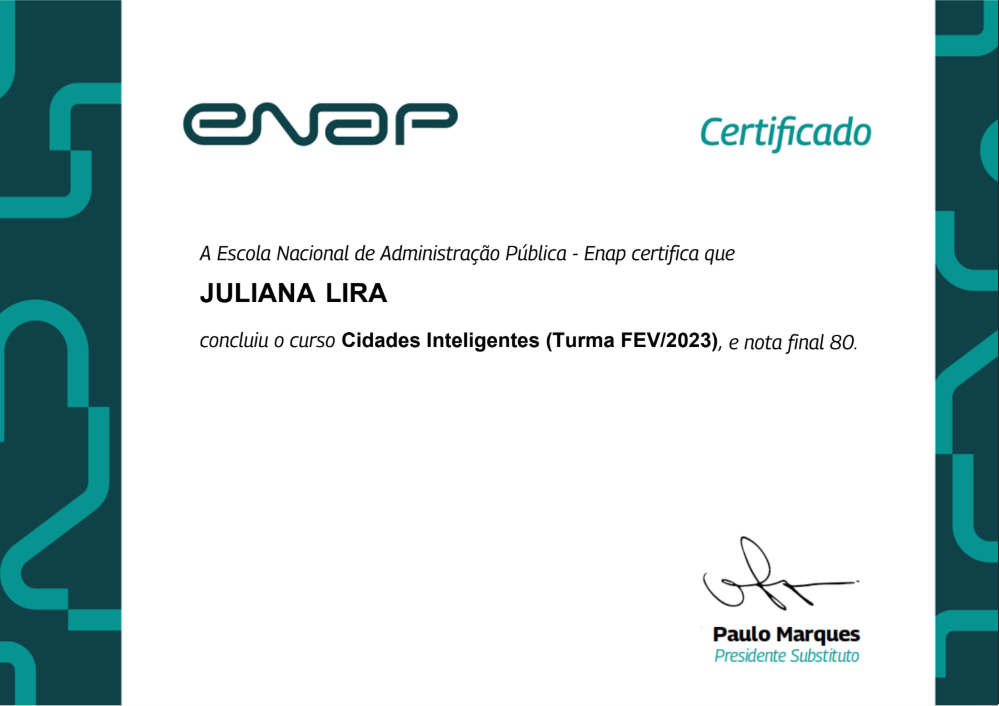 enap
Certificado
A Escola Nacional de Administração Pública - Enap certifica que
JULIANA LIRA
concluiu o curso Cidades Inteligentes (Turma FEV/2023), e nota final 80.
Paulo Marques
Presidente Substituto